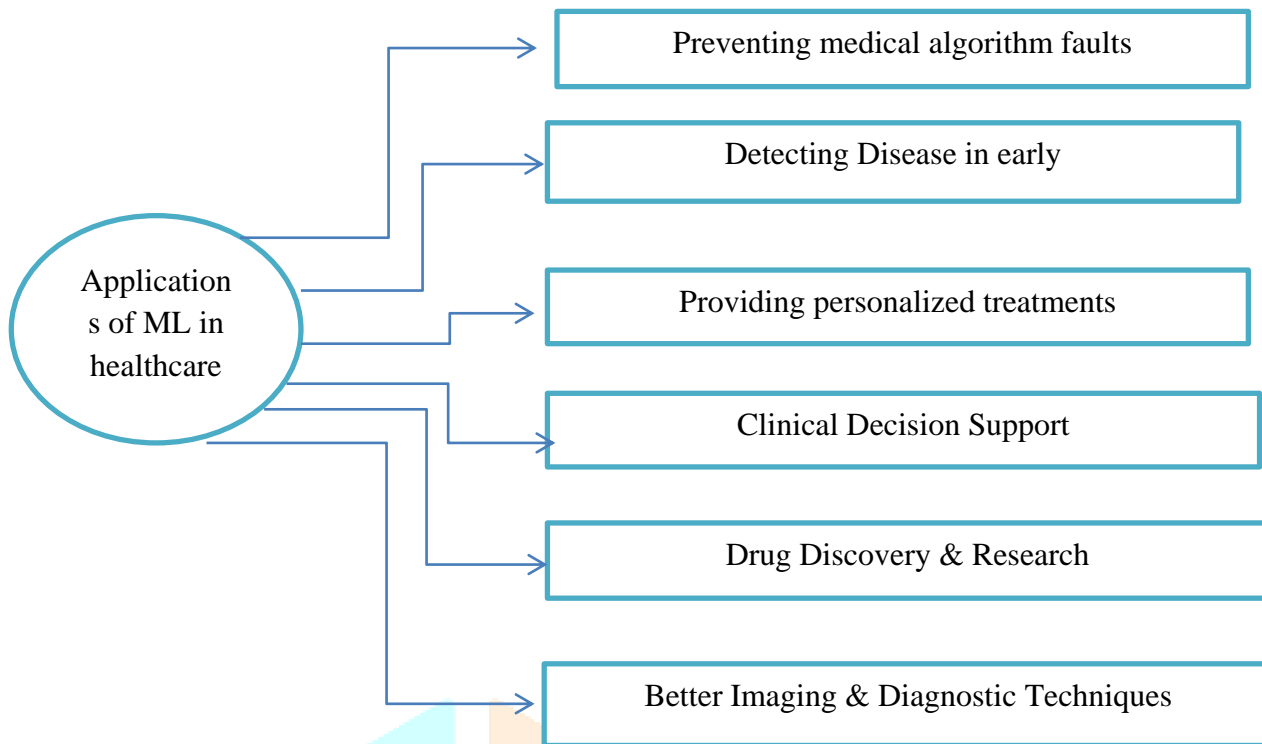 Preventing medical algorithm faults
Detecting Disease in early
Application
s of ML in
healthcare
Providing personalized treatments
Clinical Decision Support
Drug Discovery & Research
Better Imaging & Diagnostic Techniques